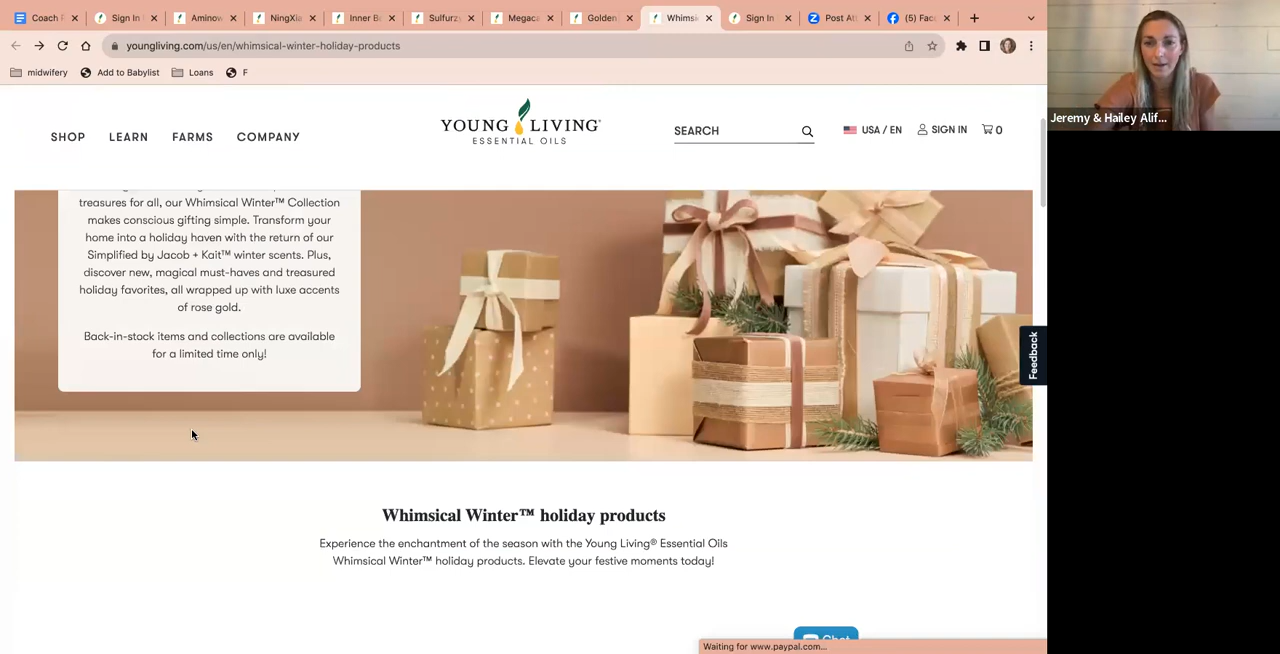 Coach P
Sign In
Aminow
NingXia
Inner B
Sulfurzy
Megaca
Golden
Whims
Sign In
Post At
(5) Fac
youngliving.com/us/en/whimsical-winter-holiday-products
midwifery
Add to Babylist
Loans
F
SHOP
LEARN
FARMS
COMPANY
YOUNG LIVING
ESSENTIAL OILS
SEARCH
USA / EN
SIGN IN
0
treasures for all, our Whimsical Winter™ Collection
makes conscious gifting simple. Transform your
home into a holiday haven with the return of our
Simplified by Jacob + Kait™ winter scents. Plus,
discover new, magical must-haves and treasured
holiday favorites, all wrapped up with luxe accents
of rose gold.
Back-in-stock items and collections are available
for a limited time only!
Feedback
Whimsical Winter™ holiday products
Experience the enchantment of the season with the Young Living® Essential Oils
Whimsical Winter™ holiday products. Elevate your festive moments today!
Chat
Waiting for www.paypal.com...
Jeremy & Hailey Alif...